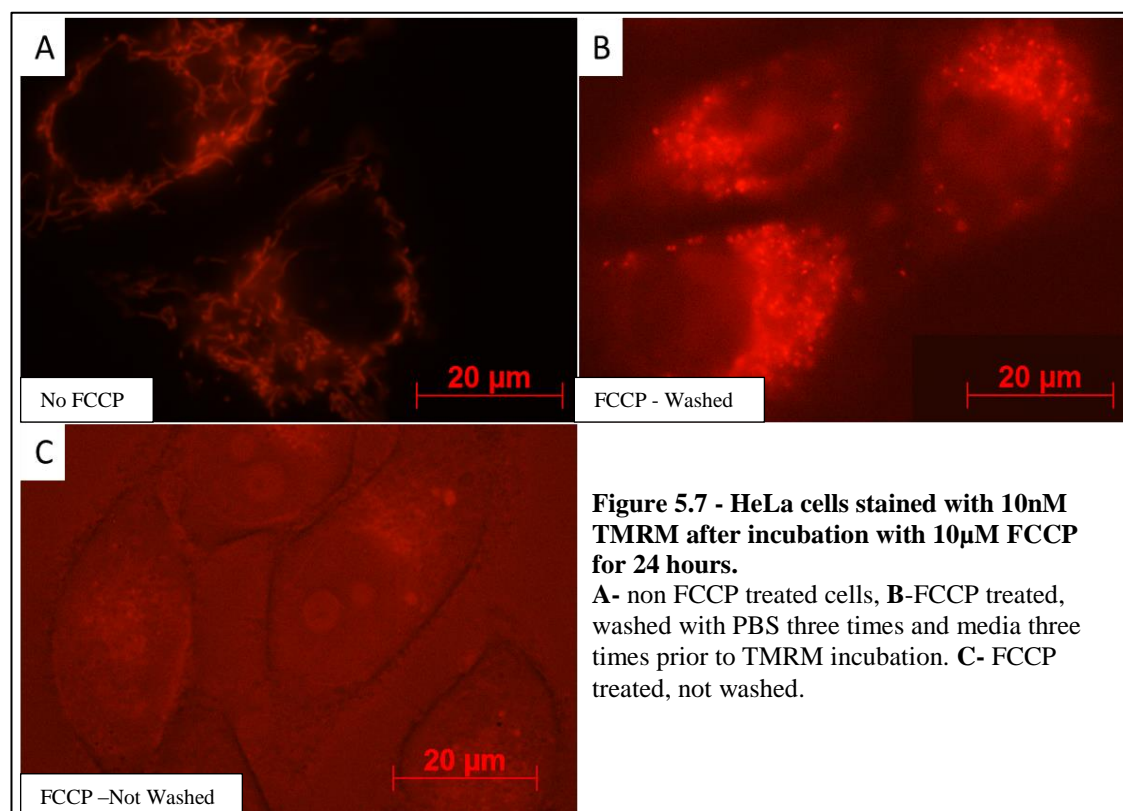 A
No FCCP
20 µm
B
FCCP - Washed
20 µm
C
FCCP –Not Washed
20 µm
Figure 5.7 - HeLa cells stained with 10nM
TMRM after incubation with 10µM FCCP
for 24 hours.
A- non FCCP treated cells, B-FCCP treated,
washed with PBS three times and media three
times prior to TMRM incubation. C- FCCP
treated, not washed.